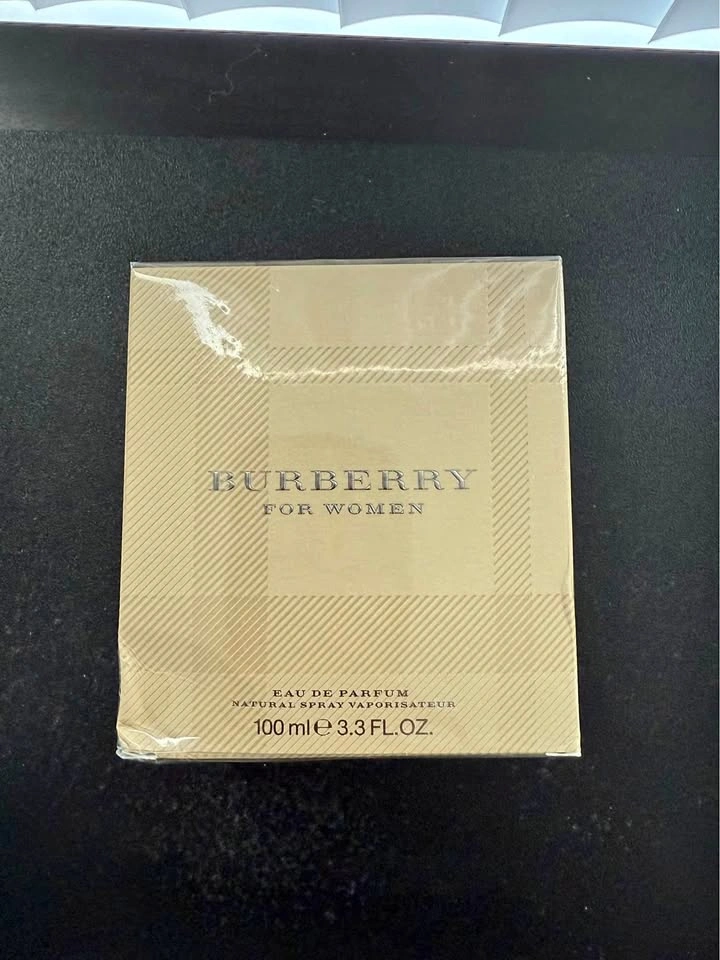 BURBERRY
FOR WOMEN
EAU DE PARFUM
NATURAL SPRAY VAPORISATEUR
100 ml ℮ 3.3 FL.OZ.